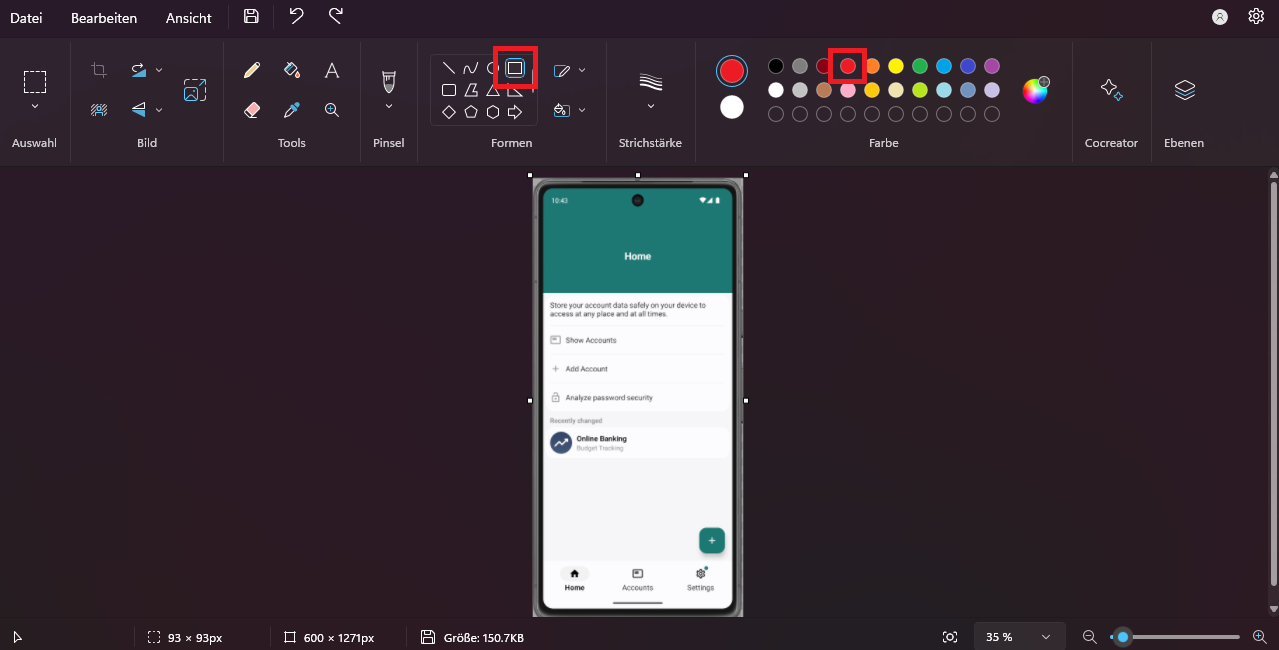 Datei Bearbeiten Ansicht
Auswahl Bild Tools Pinsel Formen Strichstärke Farbe Cocreator Ebenen
10:43
Home
Store your account data safely on your device to
access at any place and at all times.
Show Accounts
Add Account
Analyze password security
Recently changed
Online Banking
Budget Tracking
Home Accounts Settings
93 × 93px 600 × 1271px Größe: 150.7KB 35 %